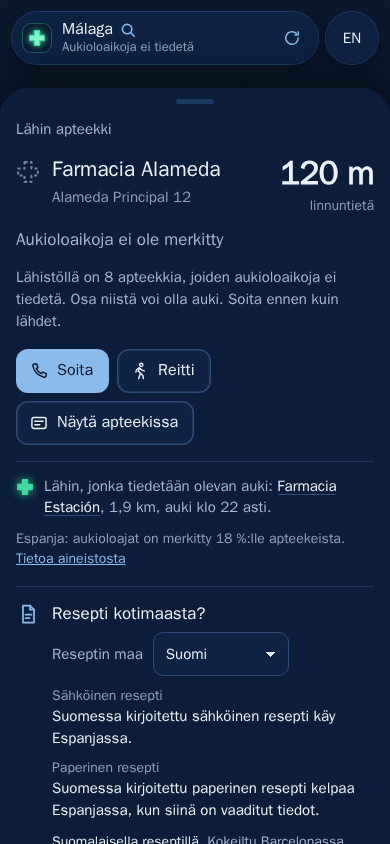 Málaga
Aukioloaikoja ei tiedetä
EN
Lähin apteekki
Farmacia Alameda
120 m
Alameda Principal 12
linnuntietä
Aukioloaikoja ei ole merkitty
Lähistöllä on 8 apteekkia, joiden aukioloaikoja ei
tiedetä. Osa niistä voi olla auki. Soita ennen kuin
lähdet.
Soita
Reitti
Näytä apteekissa
Lähin, jonka tiedetään olevan auki: Farmacia
Estación, 1,9 km, auki klo 22 asti.
Espanja: aukioloajat on merkitty 18 %:lle apteekeista.
Tietoa aineistosta
Resepti kotimaasta?
Reseptin maa
Suomi
Sähköinen resepti
Suomessa kirjoitettu sähköinen resepti käy
Espanjassa.
Paperinen resepti
Suomessa kirjoitettu paperinen resepti kelpaa
Espanjassa, kun siinä on vaaditut tiedot.
Suomalaisella reseptillä. Kokeiltu Barcelonassa